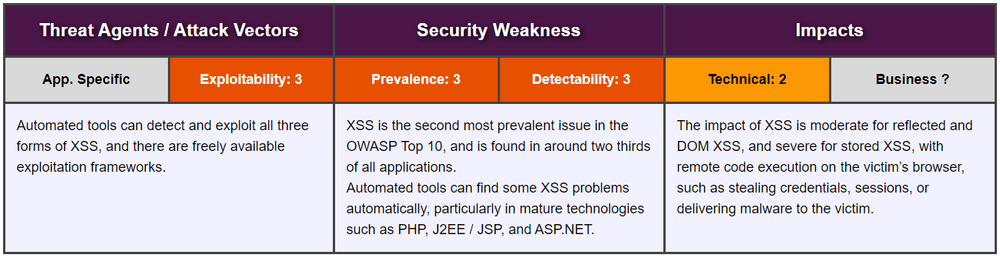 Threat Agents / Attack Vectors
Security Weakness
Impacts
App. Specific
Exploitability: 3
Prevalence: 3
Detectability: 3
Technical: 2
Business ?
Automated tools can detect and exploit all three
forms of XSS, and there are freely available
exploitation frameworks.
XSS is the second most prevalent issue in the
OWASP Top 10, and is found in around two thirds
of all applications.
Automated tools can find some XSS problems
automatically, particularly in mature technologies
such as PHP, J2EE / JSP, and ASP.NET.
The impact of XSS is moderate for reflected and
DOM XSS, and severe for stored XSS, with
remote code execution on the victim’s browser,
such as stealing credentials, sessions, or
delivering malware to the victim.